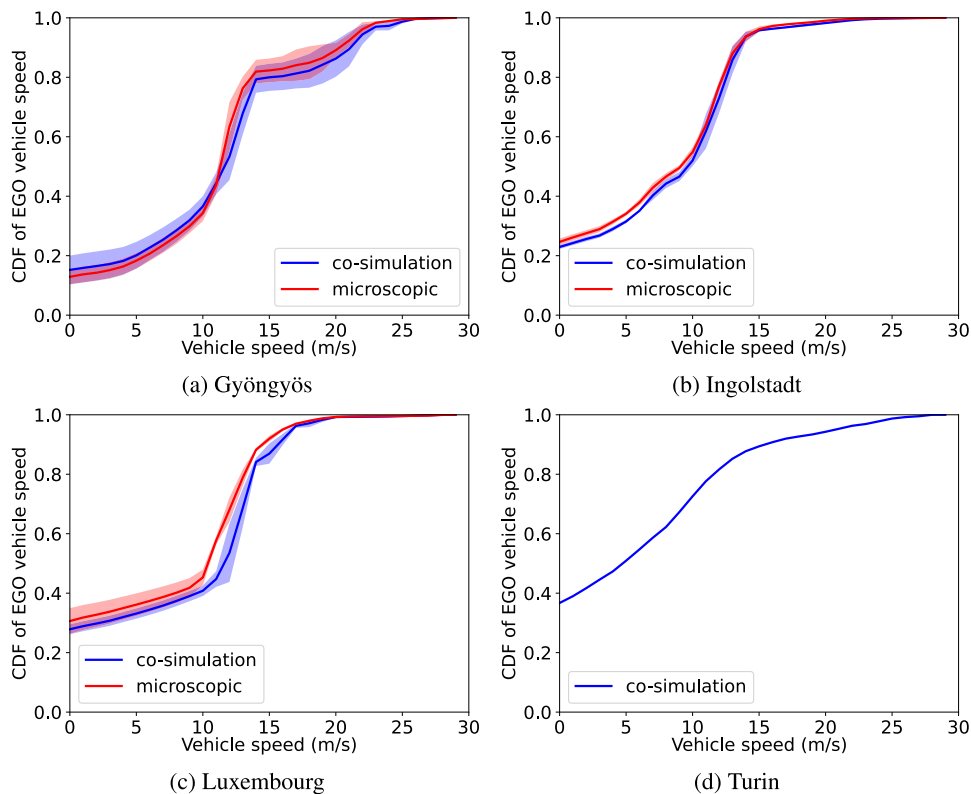 1.0
0.8
0.6
0.4
0.2
0.0
CDF of EGO vehicle speed
co-simulation
microscopic
0 5 10 15 20 25 30
Vehicle speed (m/s)
(a) Gyöngyös
1.0
0.8
0.6
0.4
0.2
0.0
CDF of EGO vehicle speed
co-simulation
microscopic
0 5 10 15 20 25 30
Vehicle speed (m/s)
(b) Ingolstadt
1.0
0.8
0.6
0.4
0.2
0.0
CDF of EGO vehicle speed
co-simulation
microscopic
0 5 10 15 20 25 30
Vehicle speed (m/s)
(c) Luxembourg
1.0
0.8
0.6
0.4
0.2
0.0
CDF of EGO vehicle speed
co-simulation
0 5 10 15 20 25 30
Vehicle speed (m/s)
(d) Turin